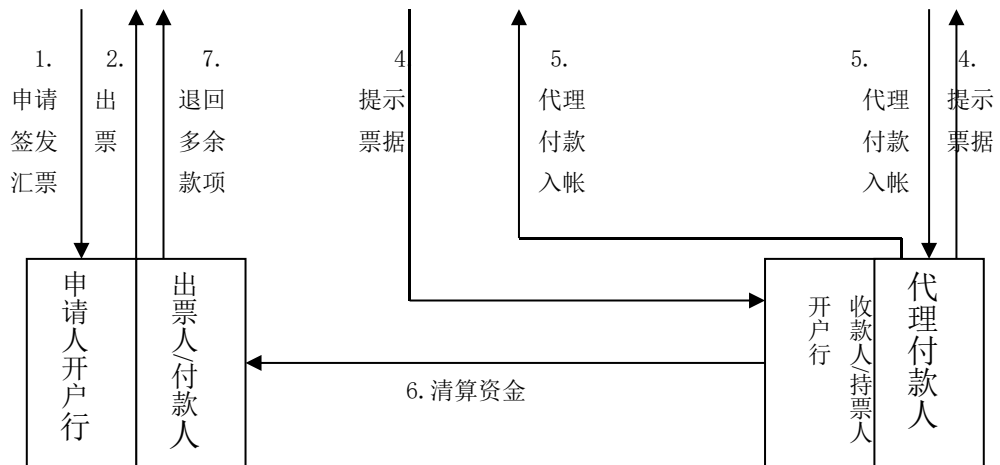 1.
申请
签发
汇票
2.
出
票
7.
退回
多余
款项
4
提示
票据
5.
代理
付款
入帐
5.
代理
付款
入帐
4.
提示
票据
申请人开户行
出票人/付款人
收款人/持票人
开户行
代理付款人
6.清算资金